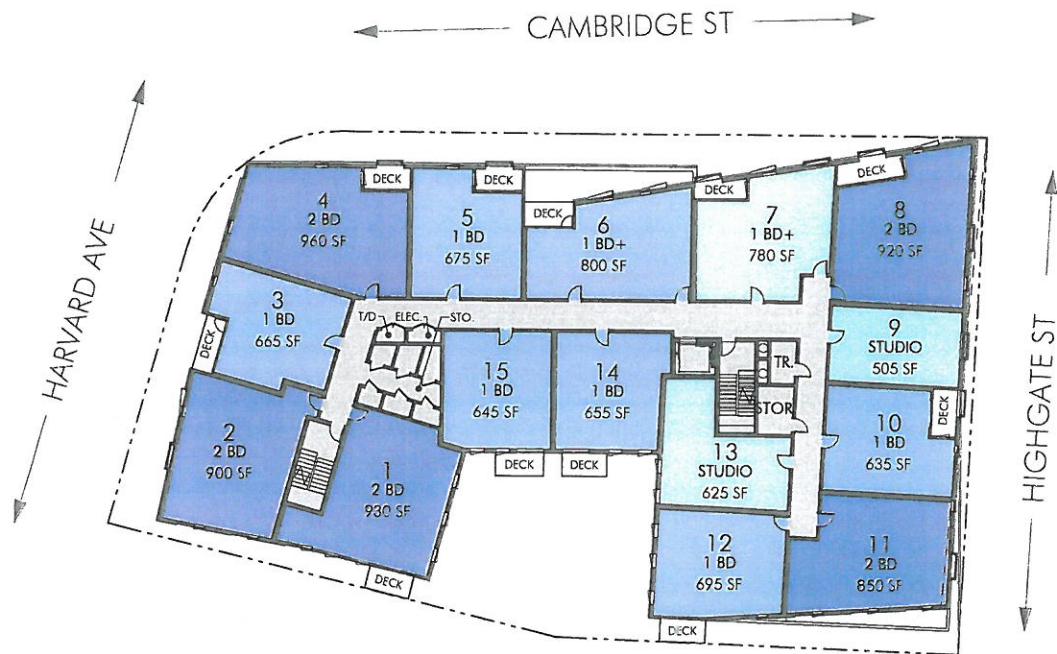 CAMBRIDGE ST
HARVARD AVE
HIGHGATE ST
4
2 BD
960 SF
DECK
5
1 BD
675 SF
DECK
DECK
6
1 BD+
800 SF
DECK
7
1 BD+
780 SF
DECK
8
2 BD
920 SF
3
1 BD
665 SF
DECK
T/D
ELEC.
STO.
15
1 BD
645 SF
DECK
14
1 BD
655 SF
DECK
TR.
STOR
9
STUDIO
505 SF
DECK
10
1 BD
635 SF
2
2 BD
900 SF
1
2 BD
930 SF
DECK
13
STUDIO
625 SF
12
1 BD
695 SF
DECK
11
2 BD
850 SF